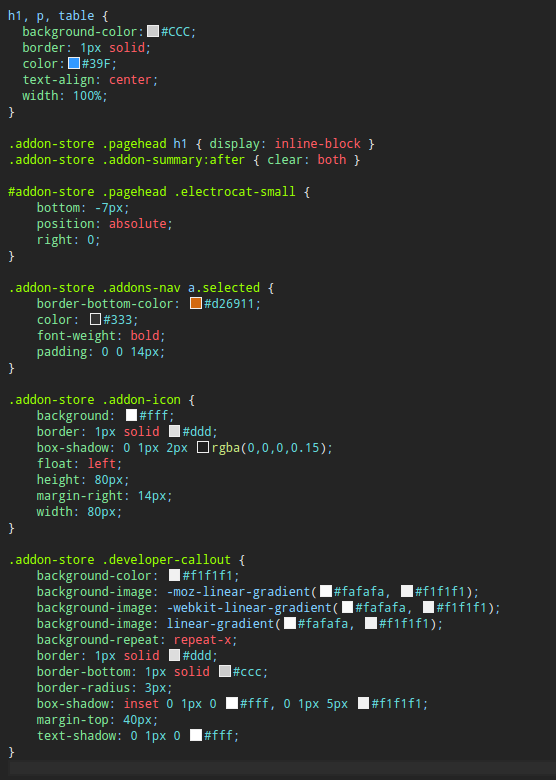 h1, p, table {
  background-color: #CCC;
  border: 1px solid;
  color: #39F;
  text-align: center;
  width: 100%;
}

.addon-store .pagehead h1 { display: inline-block }
.addon-store .addon-summary:after { clear: both }

#addon-store .pagehead .electrocat-small {
    bottom: -7px;
    position: absolute;
    right: 0;
}

.addon-store .addons-nav a.selected {
    border-bottom-color: #d26911;
    color: #333;
    font-weight: bold;
    padding: 0 0 14px;
}

.addon-store .addon-icon {
    background: #fff;
    border: 1px solid #ddd;
    box-shadow: 0 1px 2px rgba(0,0,0,0.15);
    float: left;
    height: 80px;
    margin-right: 14px;
    width: 80px;
}

.addon-store .developer-callout {
    background-color: #f1f1f1;
    background-image: -moz-linear-gradient(#fafafa, #f1f1f1);
    background-image: -webkit-linear-gradient(#fafafa, #f1f1f1);
    background-image: linear-gradient(#fafafa, #f1f1f1);
    background-repeat: repeat-x;
    border: 1px solid #ddd;
    border-bottom: 1px solid #ccc;
    border-radius: 3px;
    box-shadow: inset 0 1px 0 #fff, 0 1px 5px #f1f1f1;
    margin-top: 40px;
    text-shadow: 0 1px 0 #fff;
}